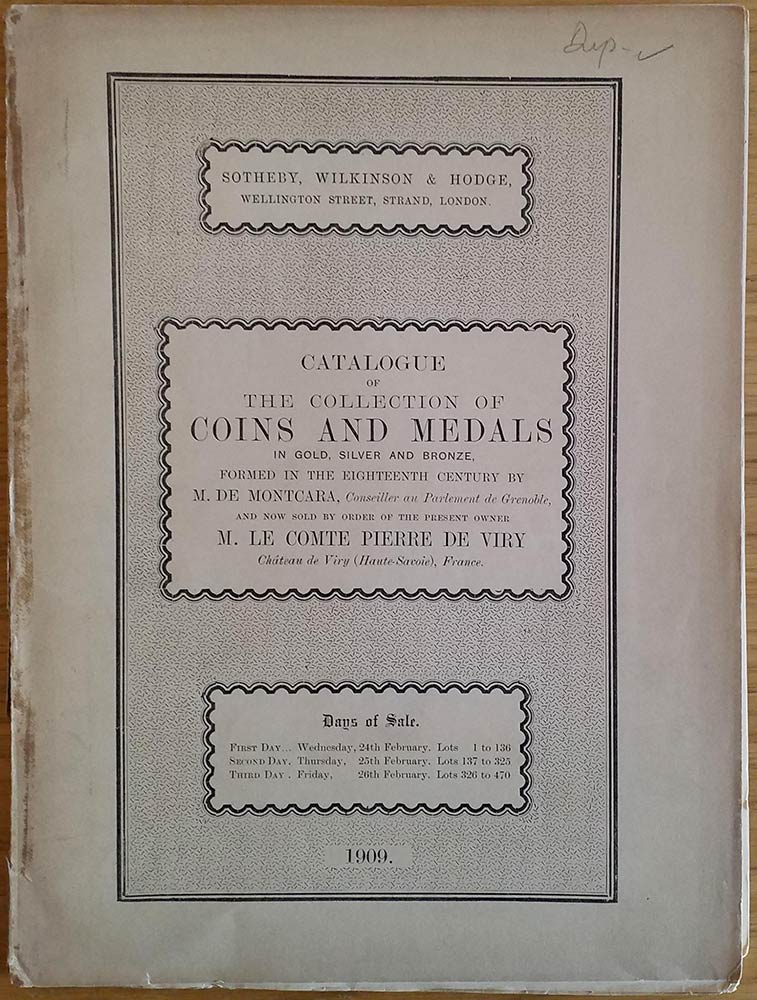 SOTHEBY, WILKINSON & HODGE,
WELLINGTON STREET, STRAND, LONDON.
CATALOGUE
OF
THE COLLECTION OF
COINS AND MEDALS
IN GOLD, SILVER AND BRONZE,
FORMED IN THE EIGHTEENTH CENTURY BY
M. DE MONTCARA, Conseiller au Parlement de Grenoble,
AND NOW SOLD BY ORDER OF THE PRESENT OWNER
M. LE COMTE PIERRE DE VIRY
Château de Viry (Haute-Savoie), France.
Days of Sale.
FIRST DAY... Wednesday, 24th February. Lots 1 to 136
SECOND DAY. Thursday, 25th February. Lots 137 to 325
THIRD DAY . Friday, 26th February. Lots 326 to 470
1909.